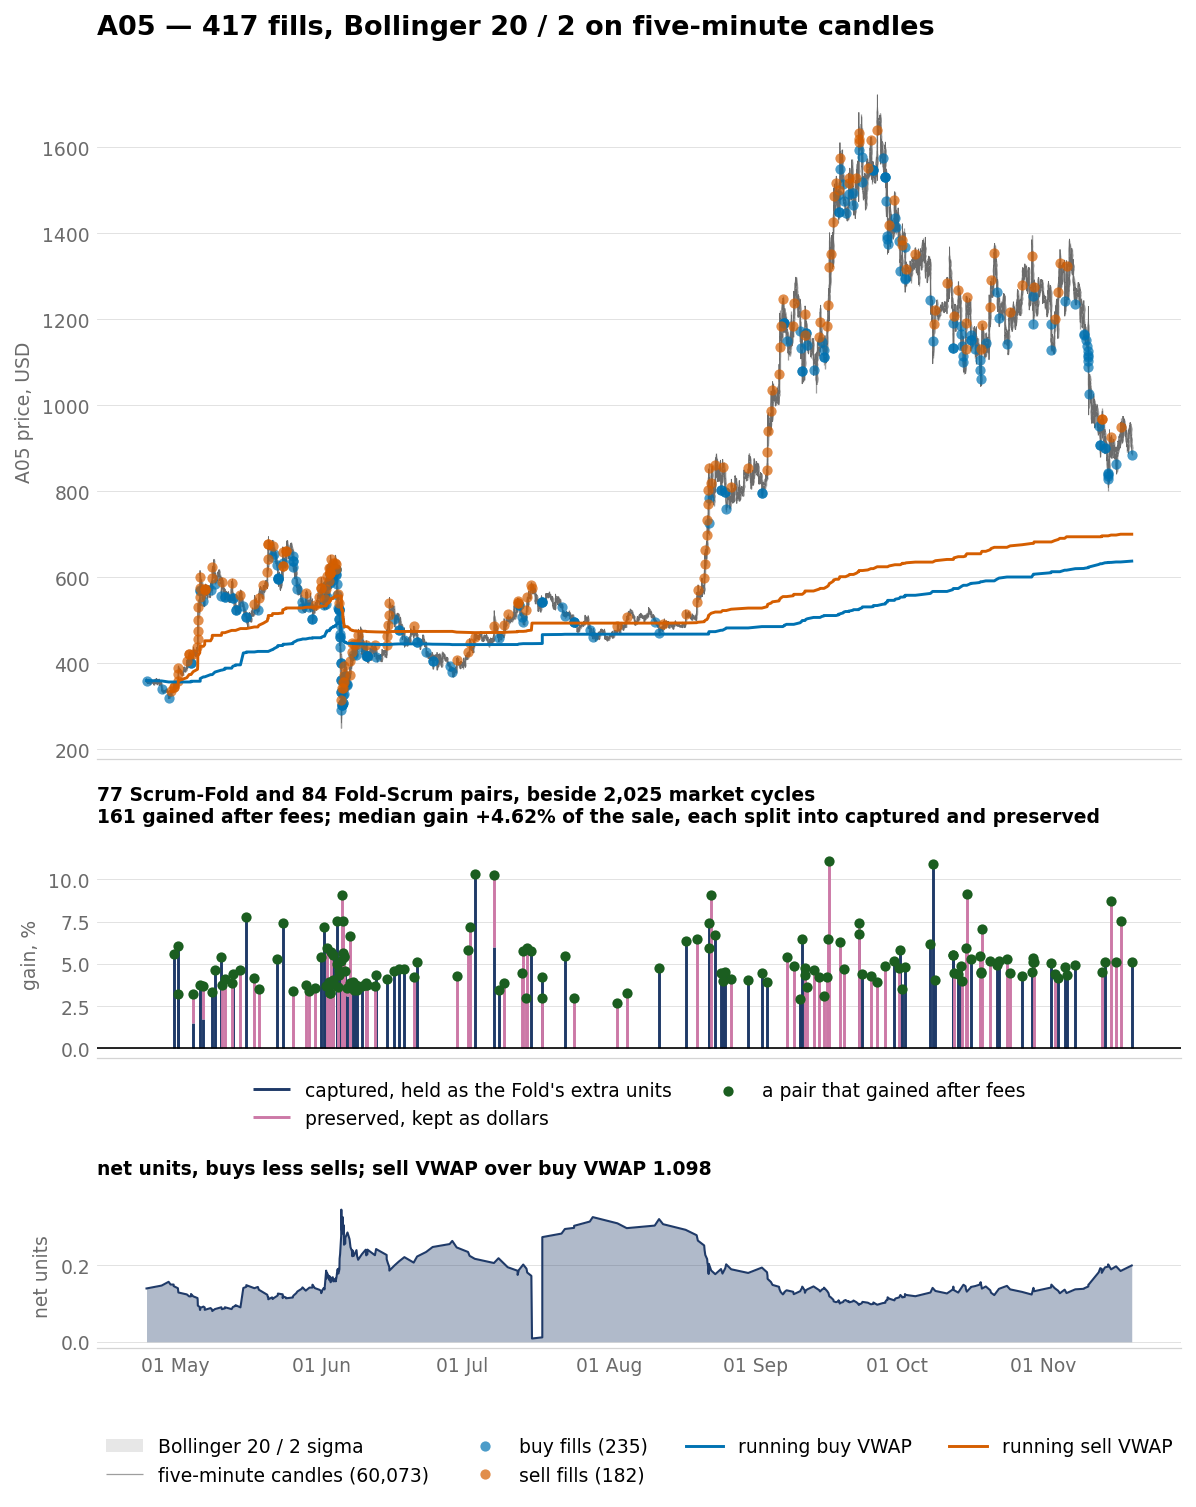 A05 — 417 fills, Bollinger 20 / 2 on five-minute candles
1600
1400
1200
1000
800
600
400
200
A05 price, USD
77 Scrum-Fold and 84 Fold-Scrum pairs, beside 2,025 market cycles
161 gained after fees; median gain +4.62% of the sale, each split into captured and preserved
10.0
7.5
5.0
2.5
0.0
gain, %
captured, held as the Fold's extra units
a pair that gained after fees
preserved, kept as dollars
net units, buys less sells; sell VWAP over buy VWAP 1.098
0.2
0.0
net units
01 May
01 Jun
01 Jul
01 Aug
01 Sep
01 Oct
01 Nov
Bollinger 20 / 2 sigma
buy fills (235)
running buy VWAP
running sell VWAP
five-minute candles (60,073)
sell fills (182)